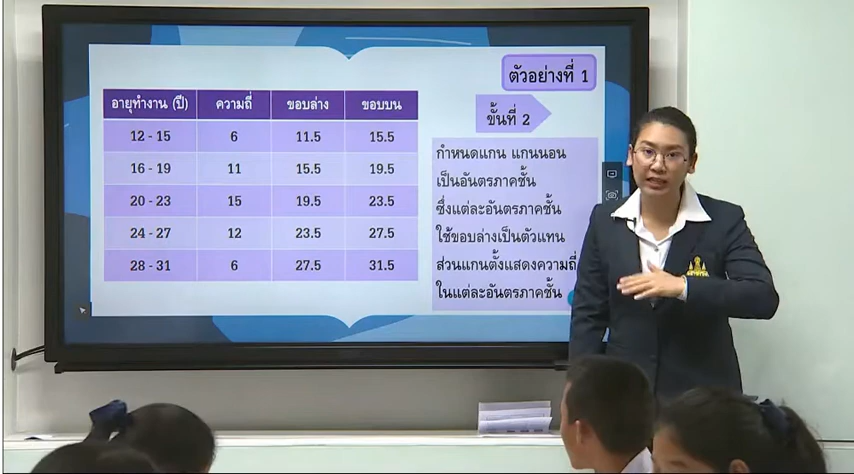 ตัวอย่างที่ 1
อายุทำงาน (ปี) ความถี่ ขอบล่าง ขอบบน
12 - 15 6 11.5 15.5
16 - 19 11 15.5 19.5
20 - 23 15 19.5 23.5
24 - 27 12 23.5 27.5
28 - 31 6 27.5 31.5
ขั้นที่ 2
กำหนดแกน แกนนอน
เป็นอันตรภาคชั้น
ซึ่งแต่ละอันตรภาคชั้น
ใช้ขอบล่างเป็นตัวแทน
ส่วนแกนตั้งแสดงความถี่
ในแต่ละอันตรภาคชั้น